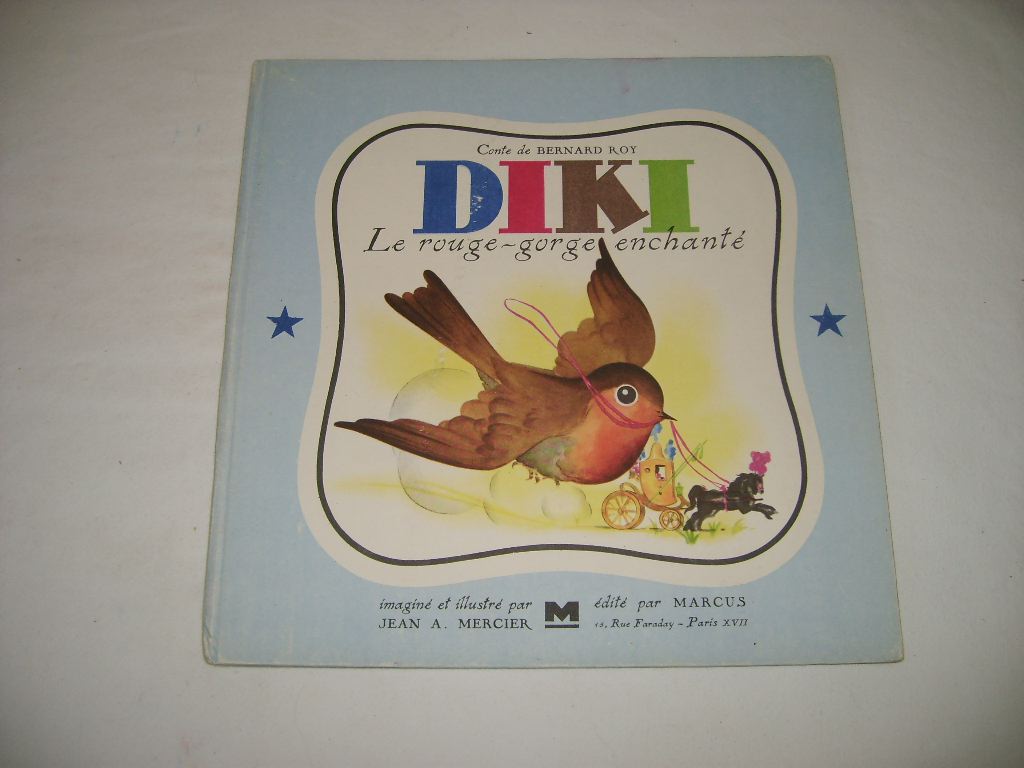 Conte de BERNARD ROY
DIKI
Le rouge-gorge enchanté
imaginé et illustré par
JEAN A. MERCIER
M
édité par MARCUS
15, Rue Faraday - Paris XVII